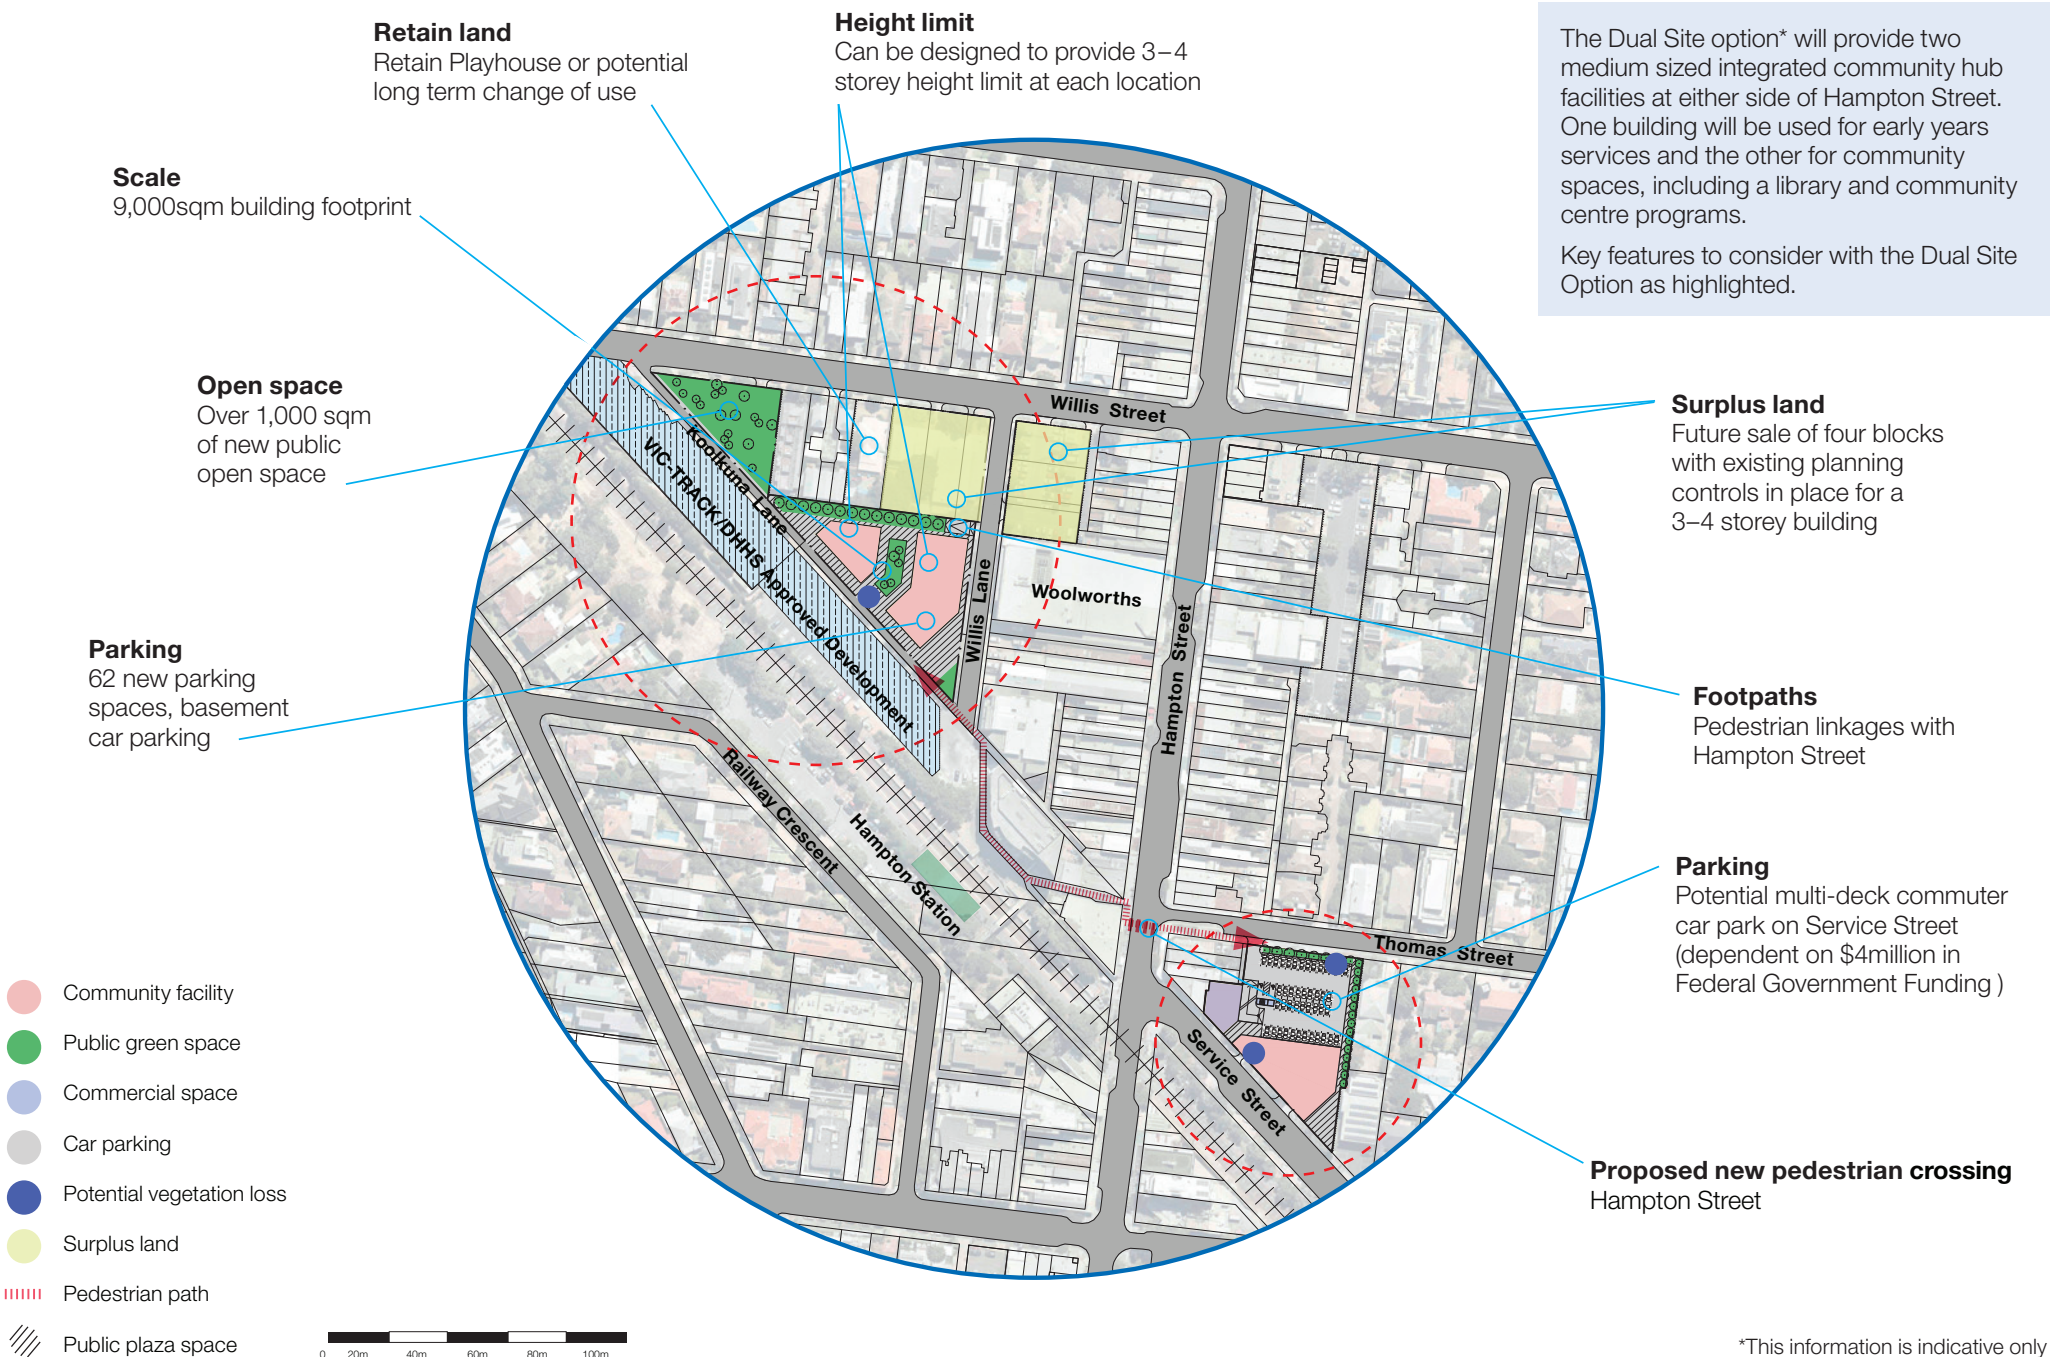 Retain land
Retain Playhouse or potential
long term change of use
Height limit
Can be designed to provide 3–4
storey height limit at each location
The Dual Site option* will provide two
medium sized integrated community hub
facilities at either side of Hampton Street.
One building will be used for early years
services and the other for community
spaces, including a library and community
centre programs.
Key features to consider with the Dual Site
Option as highlighted.
Scale
9,000sqm building footprint
Open space
Over 1,000 sqm
of new public
open space
Parking
62 new parking
spaces, basement
car parking
Surplus land
Future sale of four blocks
with existing planning
controls in place for a
3–4 storey building
Footpaths
Pedestrian linkages with
Hampton Street
Parking
Potential multi-deck commuter
car park on Service Street
(dependent on $4million in
Federal Government Funding )
Proposed new pedestrian crossing
Hampton Street
Willis Street
Koolkuna Lane
VIC-TRACK/DHHS Approved Development
Willis Lane
Woolworths
Hampton Street
Railway Crescent
Hampton Station
Thomas Street
Service Street
Community facility
Public green space
Commercial space
Car parking
Potential vegetation loss
Surplus land
Pedestrian path
Public plaza space
0 20m 40m 60m 80m 100m
*This information is indicative only